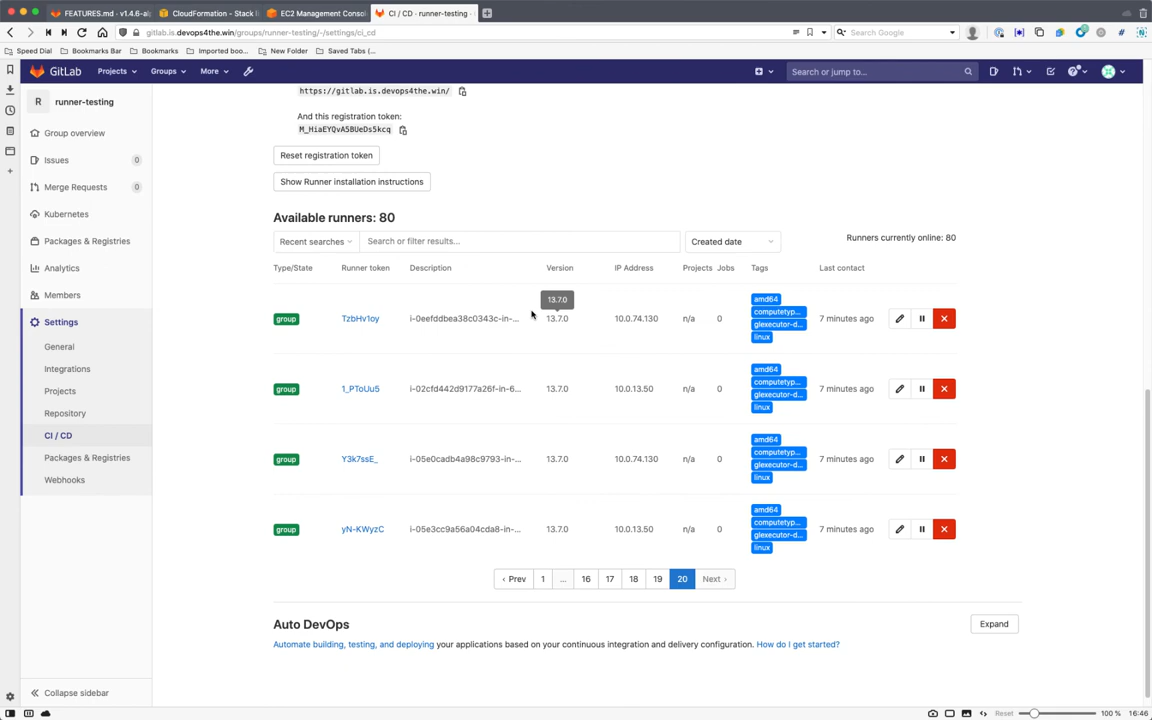 FEATURES.md – v1.4.6-al
CloudFormation – Stack l
EC2 Management Conso
CI / CD · runner-testing ·
gitlab.is.devops4the.win/groups/runner-testing/-/settings/ci_cd
Search Google
Speed Dial
Bookmarks Bar
Bookmarks
Imported boo...
New Folder
Saved Tabs (...
GitLab
Projects
Groups
More
Search or jump to...
R
runner-testing
Group overview
Issues
0
Merge Requests
0
Kubernetes
Packages & Registries
Analytics
Members
Settings
General
Integrations
Projects
Repository
CI / CD
Packages & Registries
Webhooks
Collapse sidebar
https://gitlab.is.devops4the.win/
And this registration token:
M_HiaEYQvA5BUeDs5kcq
Reset registration token
Show Runner installation instructions
Available runners: 80
Recent searches
Search or filter results...
Created date
Runners currently online: 80
Type/State Runner token Description Version IP Address Projects Jobs Tags Last contact
13.7.0
group TzbHv1oy i-0eefddbea38c0343c-in-... 13.7.0 10.0.74.130 n/a 0 amd64 computetyp... glexecutor-d... linux 7 minutes ago
group 1_PToUu5 i-02cfd442d9177a26f-in-6... 13.7.0 10.0.13.50 n/a 0 amd64 computetyp... glexecutor-d... linux 7 minutes ago
group Y3k7ssE_ i-05e0cadb4a98c9793-in-... 13.7.0 10.0.74.130 n/a 0 amd64 computetyp... glexecutor-d... linux 7 minutes ago
group yN-KWyzC i-05e3cc9a56a04cda8-in-... 13.7.0 10.0.13.50 n/a 0 amd64 computetyp... glexecutor-d... linux 7 minutes ago
‹ Prev 1 ... 16 17 18 19 20 Next ›
Auto DevOps
Expand
Automate building, testing, and deploying your applications based on your continuous integration and delivery configuration. How do I get started?
Reset
100 %
16:46